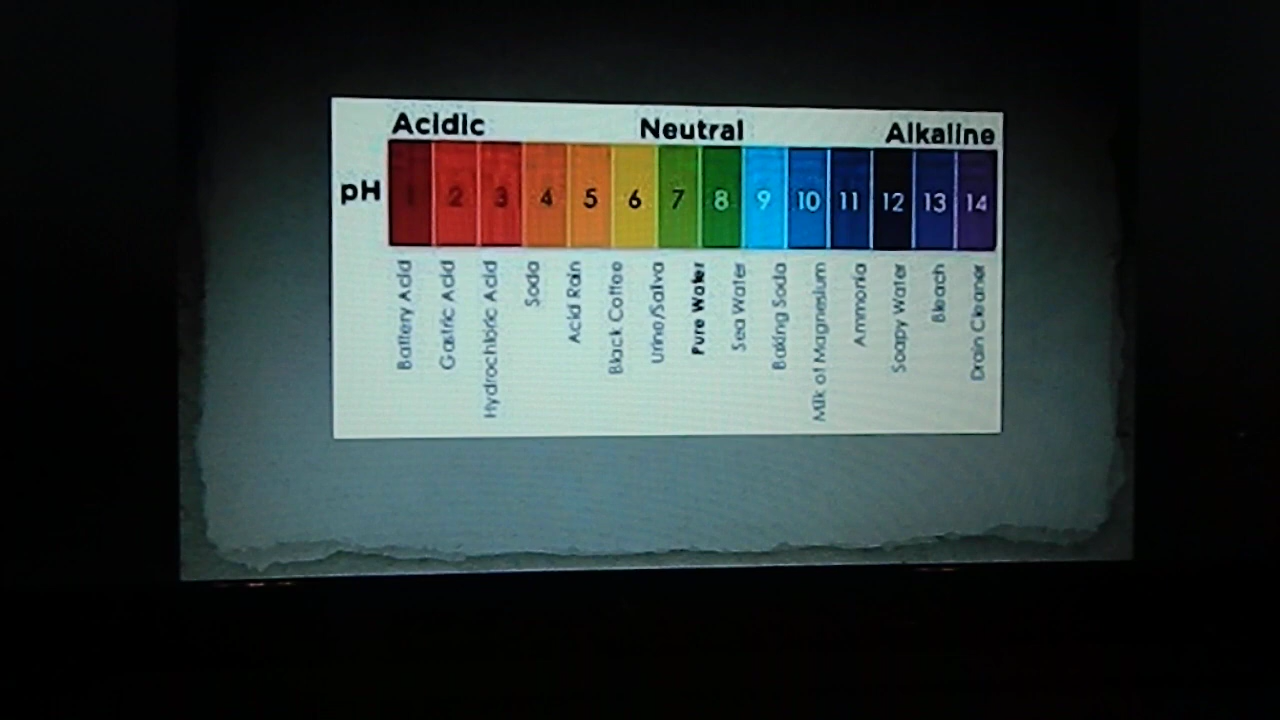 Acidic Neutral Alkaline
pH 1 2 3 4 5 6 7 8 9 10 11 12 13 14
Battery Acid
Gastric Acid
Hydrochloric Acid
Soda
Acid Rain
Black Coffee
Urine/Saliva
Pure Water
Sea Water
Baking Soda
Milk of Magnesium
Ammonia
Soapy Water
Bleach
Drain Cleaner